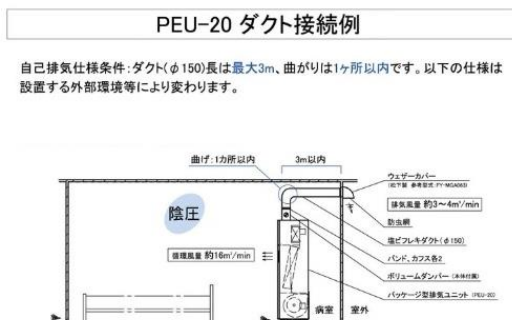 PEU-20 ダクト接続例
自己排気仕様条件:ダクト(φ150)長は最大3m、曲がりは1ヶ所以内です。以下の仕様は
設置する外部環境等により変わります。
曲げ:1カ所以内
3m以内
ウェザーカバー
陰圧
排気風量 約3~4㎥/min
防虫網
塩ビフレキダクト(φ150)
循環風量 約16㎥/min
バンド、カフス各2
ボリュームダンパー (本体付属)
パッケージ型排気ユニット (PEU-20)
病室 室外